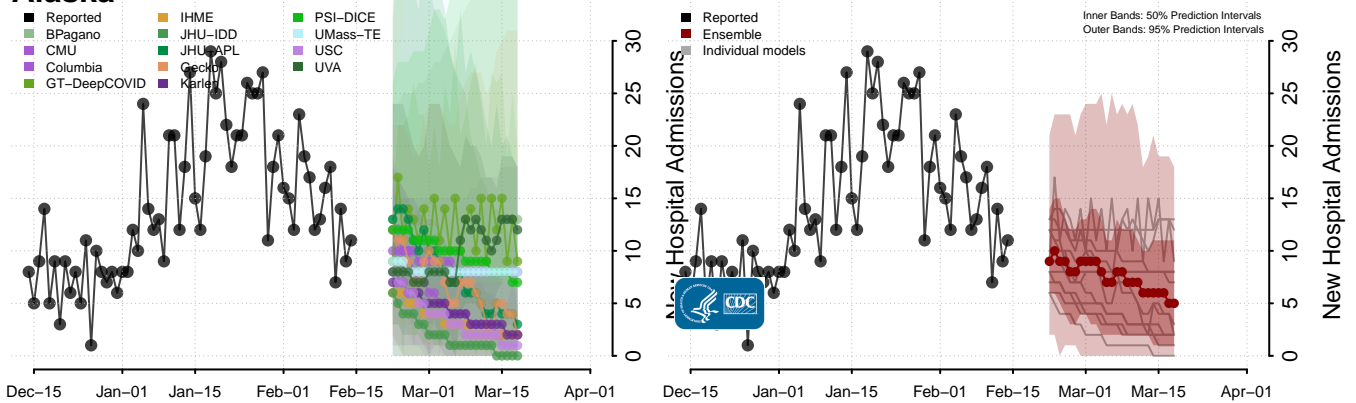 Alaska
Reported
BPagano
CMU
Columbia
GT−DeepCOVID
IHME
JHU−IDD
JHU−APL
Gecko
Karlen
PSI−DICE
UMass−TE
USC
UVA
30
25
20
15
10
5
0
New Hospital Admissions
Dec−15
Jan−01
Jan−15
Feb−01
Feb−15
Mar−01
Mar−15
Apr−01
Reported
Ensemble
Individual models
Inner Bands: 50% Prediction Intervals
Outer Bands: 95% Prediction Intervals
CDC
30
25
20
15
10
5
0
New Hospital Admissions
Dec−15
Jan−01
Jan−15
Feb−01
Feb−15
Mar−01
Mar−15
Apr−01